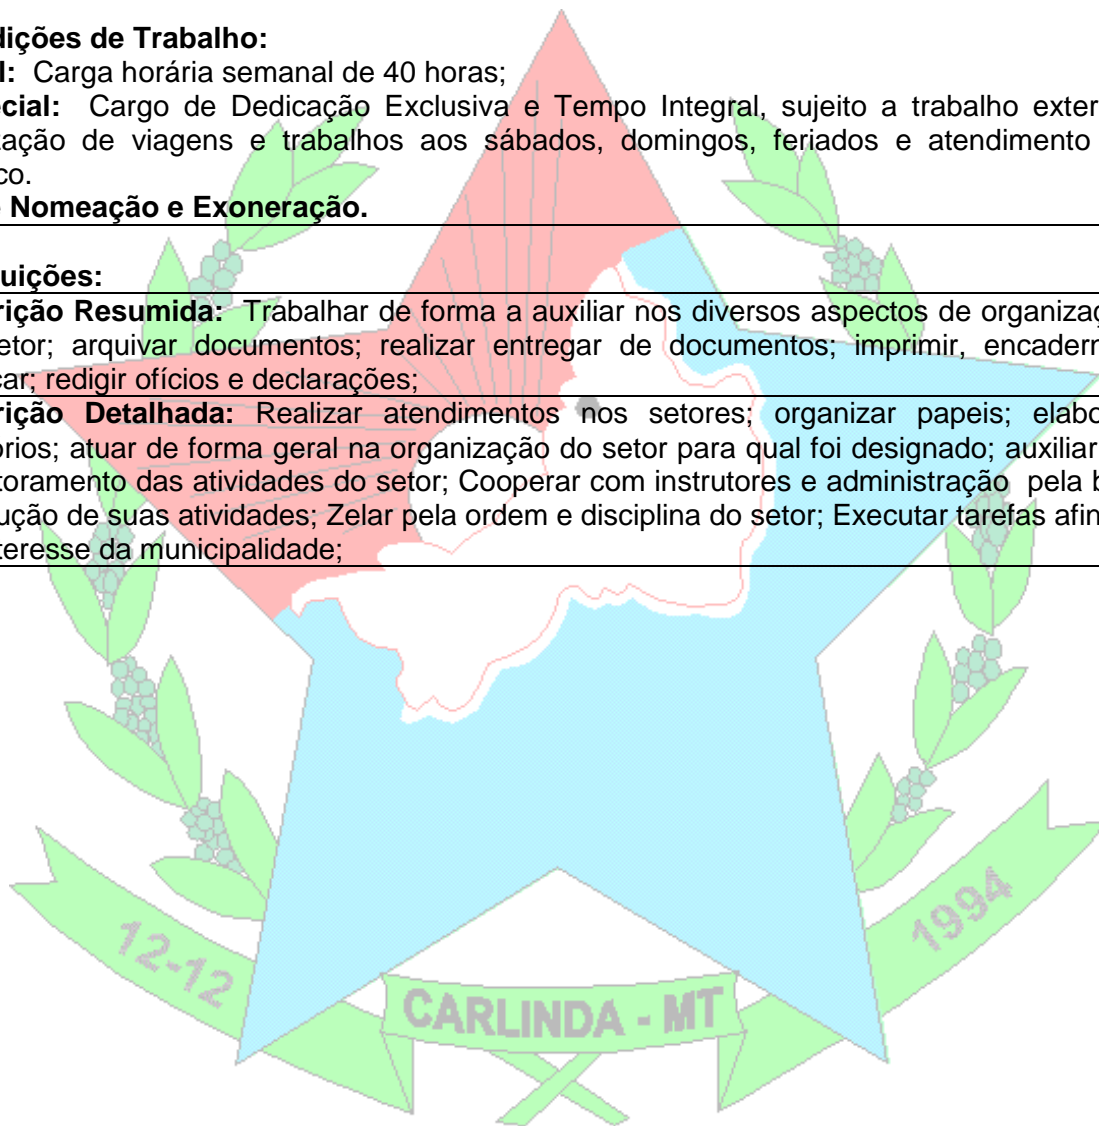 dições de Trabalho:
l: Carga horária semanal de 40 horas;
ecial: Cargo de Dedicação Exclusiva e Tempo Integral, sujeito a trabalho exter
zação de viagens e trabalhos aos sábados, domingos, feriados e atendimento
co.
e Nomeação e Exoneração.
uições:
rição Resumida: Trabalhar de forma a auxiliar nos diversos aspectos de organizaç
etor; arquivar documentos; realizar entregar de documentos; imprimir, encadern
car; redigir ofícios e declarações;
rição Detalhada: Realizar atendimentos nos setores; organizar papeis; elabo
órios; atuar de forma geral na organização do setor para qual foi designado; auxiliar
toramento das atividades do setor; Cooperar com instrutores e administração pela b
ução de suas atividades; Zelar pela ordem e disciplina do setor; Executar tarefas afin
teresse da municipalidade;
12-12
CARLINDA - MT
1994